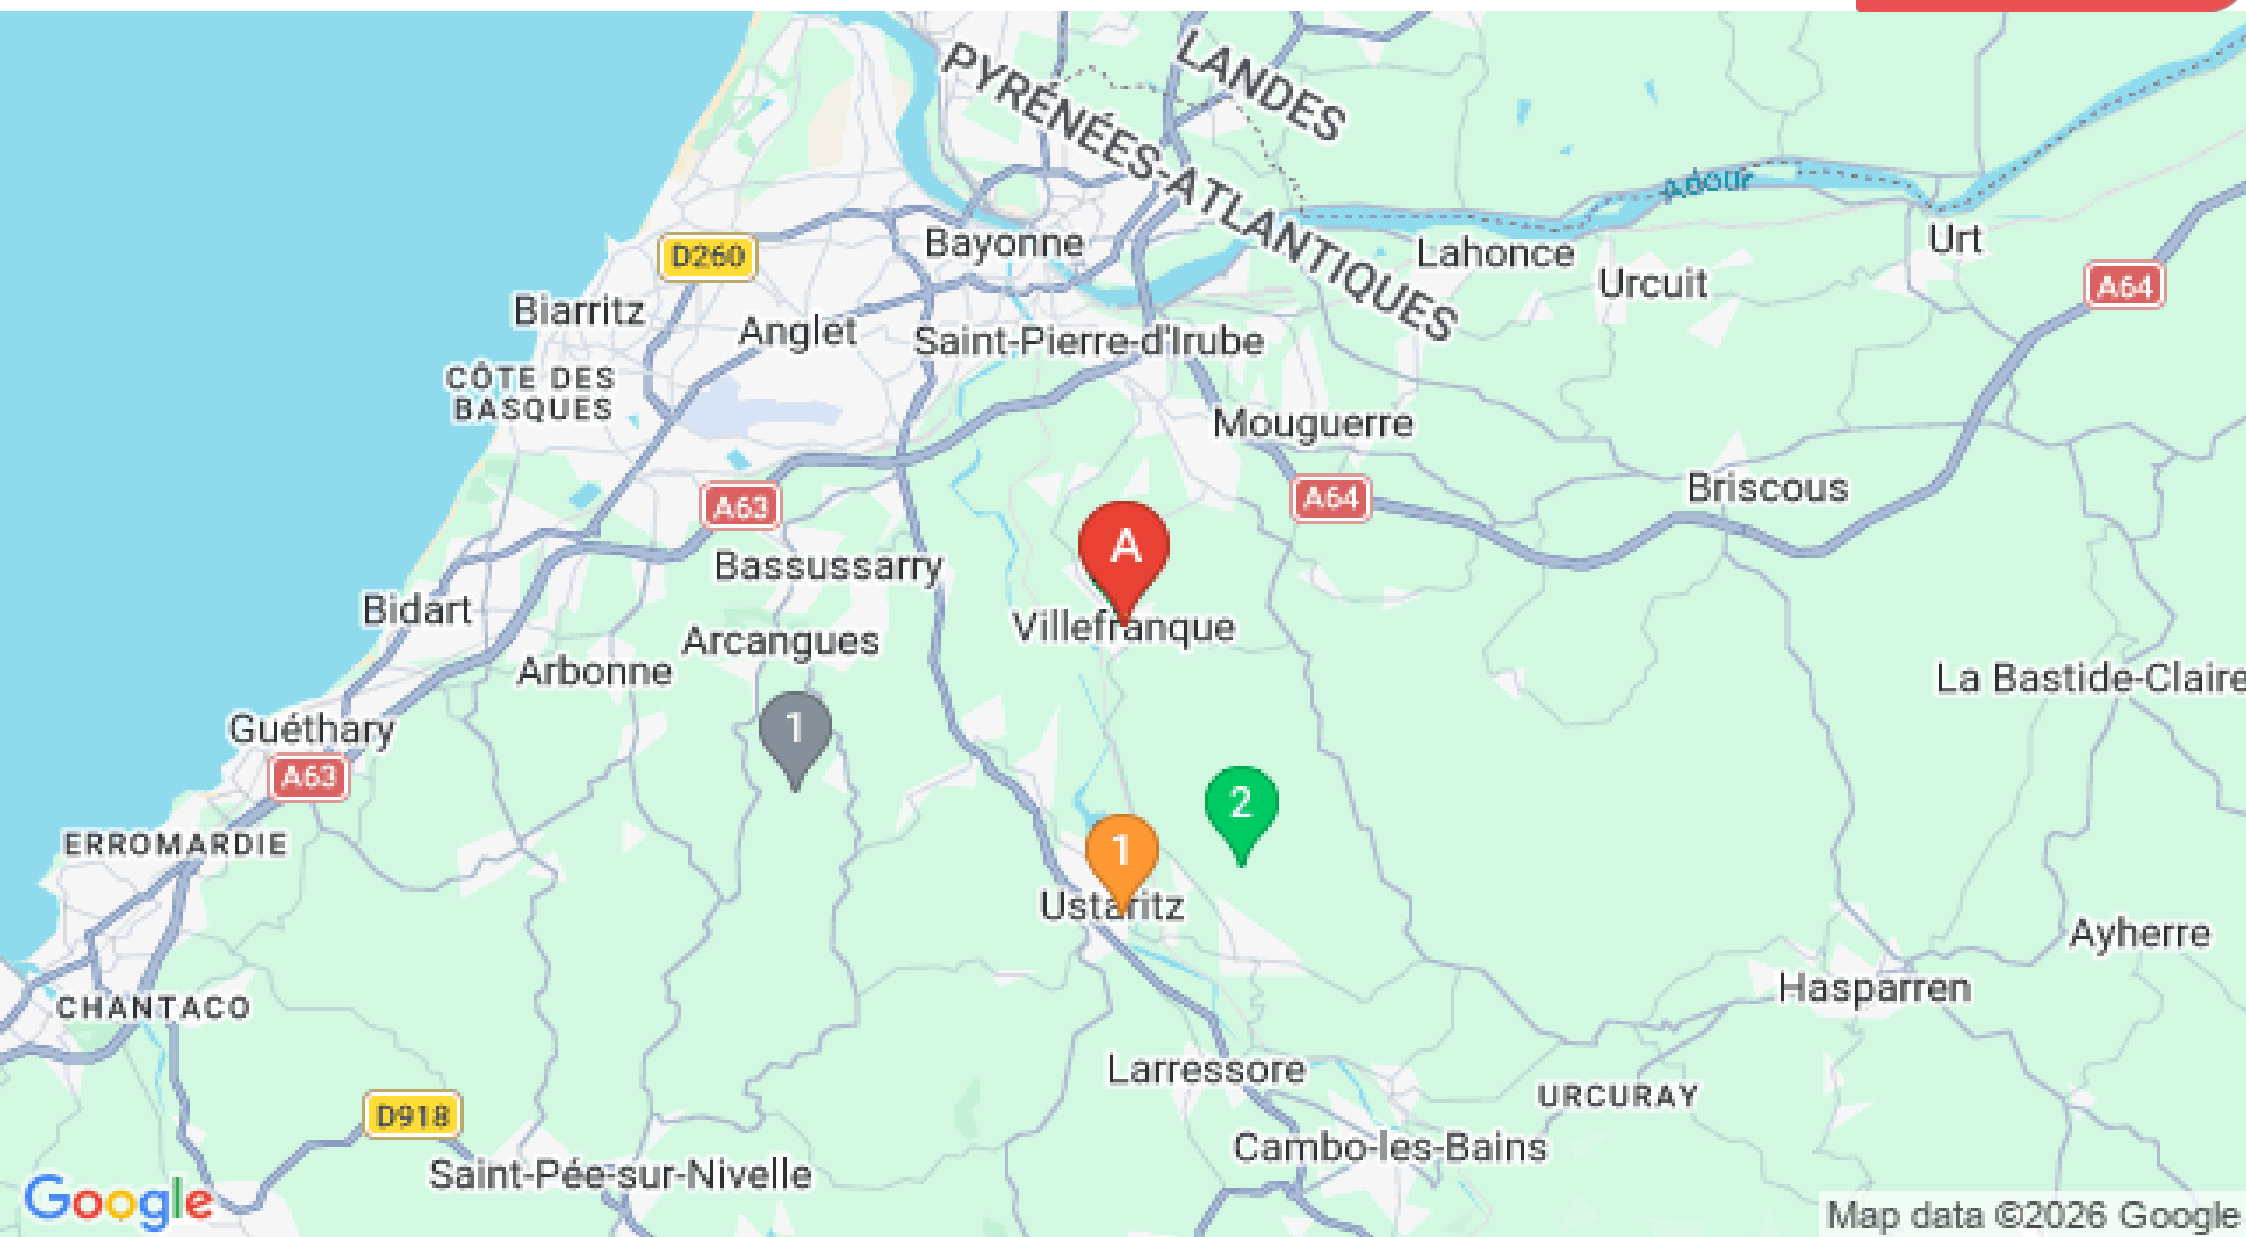 LANDES
PYRÉNÉES-ATLANTIQUES
Adour
Bayonne
Lahonce
Urt
D260
Urcuit
A64
Biarritz
Anglet
Saint-Pierre-d'Irube
CÔTE DES
BASQUES
Mouguerre
A63
A64
Briscous
A
Bassussarry
Bidart
Villefranque
Arcangues
Arbonne
La Bastide-Claire
Guéthary
1
A63
2
ERROMARDIE
1
Ustaritz
Ayherre
Hasparren
CHANTACO
Larressore
URCURAY
D918
Cambo-les-Bains
Saint-Pée-sur-Nivelle
Google
Map data ©2026 Google